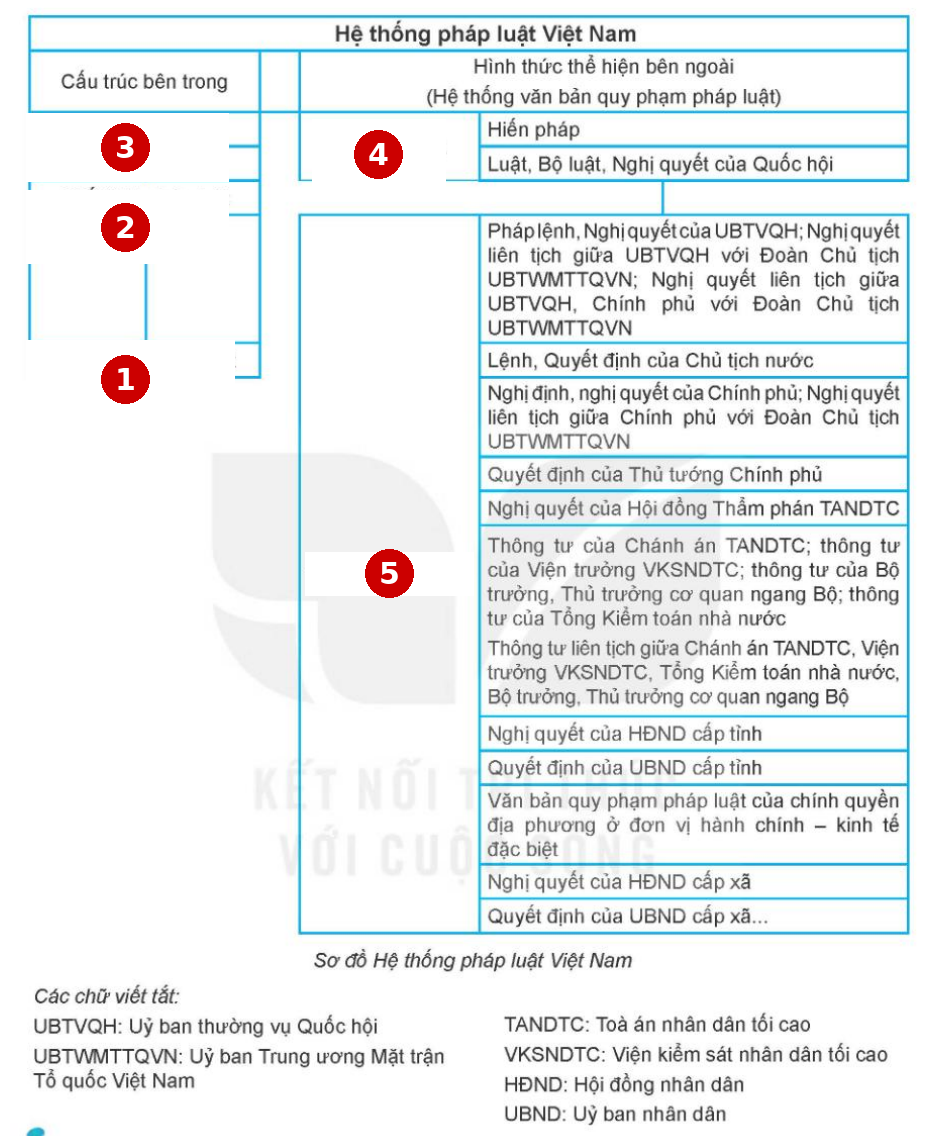 Hệ thống pháp luật Việt Nam
Cấu trúc bên trong
Hình thức thể hiện bên ngoài
(Hệ thống văn bản quy phạm pháp luật)
3
2
1
4
Hiến pháp
Luật, Bộ luật, Nghị quyết của Quốc hội
5
Pháp lệnh, Nghị quyết của UBTVQH; Nghị quyết
liên tịch giữa UBTVQH với Đoàn Chủ tịch
UBTWMTTQVN; Nghị quyết liên tịch giữa
UBTVQH, Chính phủ với Đoàn Chủ tịch
UBTWMTTQVN
Lệnh, Quyết định của Chủ tịch nước
Nghị định, nghị quyết của Chính phủ; Nghị quyết
liên tịch giữa Chính phủ với Đoàn Chủ tịch
UBTWMTTQVN
Quyết định của Thủ tướng Chính phủ
Nghị quyết của Hội đồng Thẩm phán TANDTC
Thông tư của Chánh án TANDTC; thông tư
của Viện trưởng VKSNDTC; thông tư của Bộ
trưởng, Thủ trưởng cơ quan ngang Bộ; thông
tư của Tổng Kiểm toán nhà nước
Thông tư liên tịch giữa Chánh án TANDTC, Viện
trưởng VKSNDTC, Tổng Kiểm toán nhà nước,
Bộ trưởng, Thủ trưởng cơ quan ngang Bộ
Nghị quyết của HĐND cấp tỉnh
Quyết định của UBND cấp tỉnh
Văn bản quy phạm pháp luật của chính quyền
địa phương ở đơn vị hành chính – kinh tế
đặc biệt
Nghị quyết của HĐND cấp xã
Quyết định của UBND cấp xã...
KẾT NỐI TRI THỨC
VỚI CUỘC SỐNG
Sơ đồ Hệ thống pháp luật Việt Nam
Các chữ viết tắt:
UBTVQH: Uỷ ban thường vụ Quốc hội
UBTWMTTQVN: Uỷ ban Trung ương Mặt trận
Tổ quốc Việt Nam
TANDTC: Toà án nhân dân tối cao
VKSNDTC: Viện kiểm sát nhân dân tối cao
HĐND: Hội đồng nhân dân
UBND: Uỷ ban nhân dân